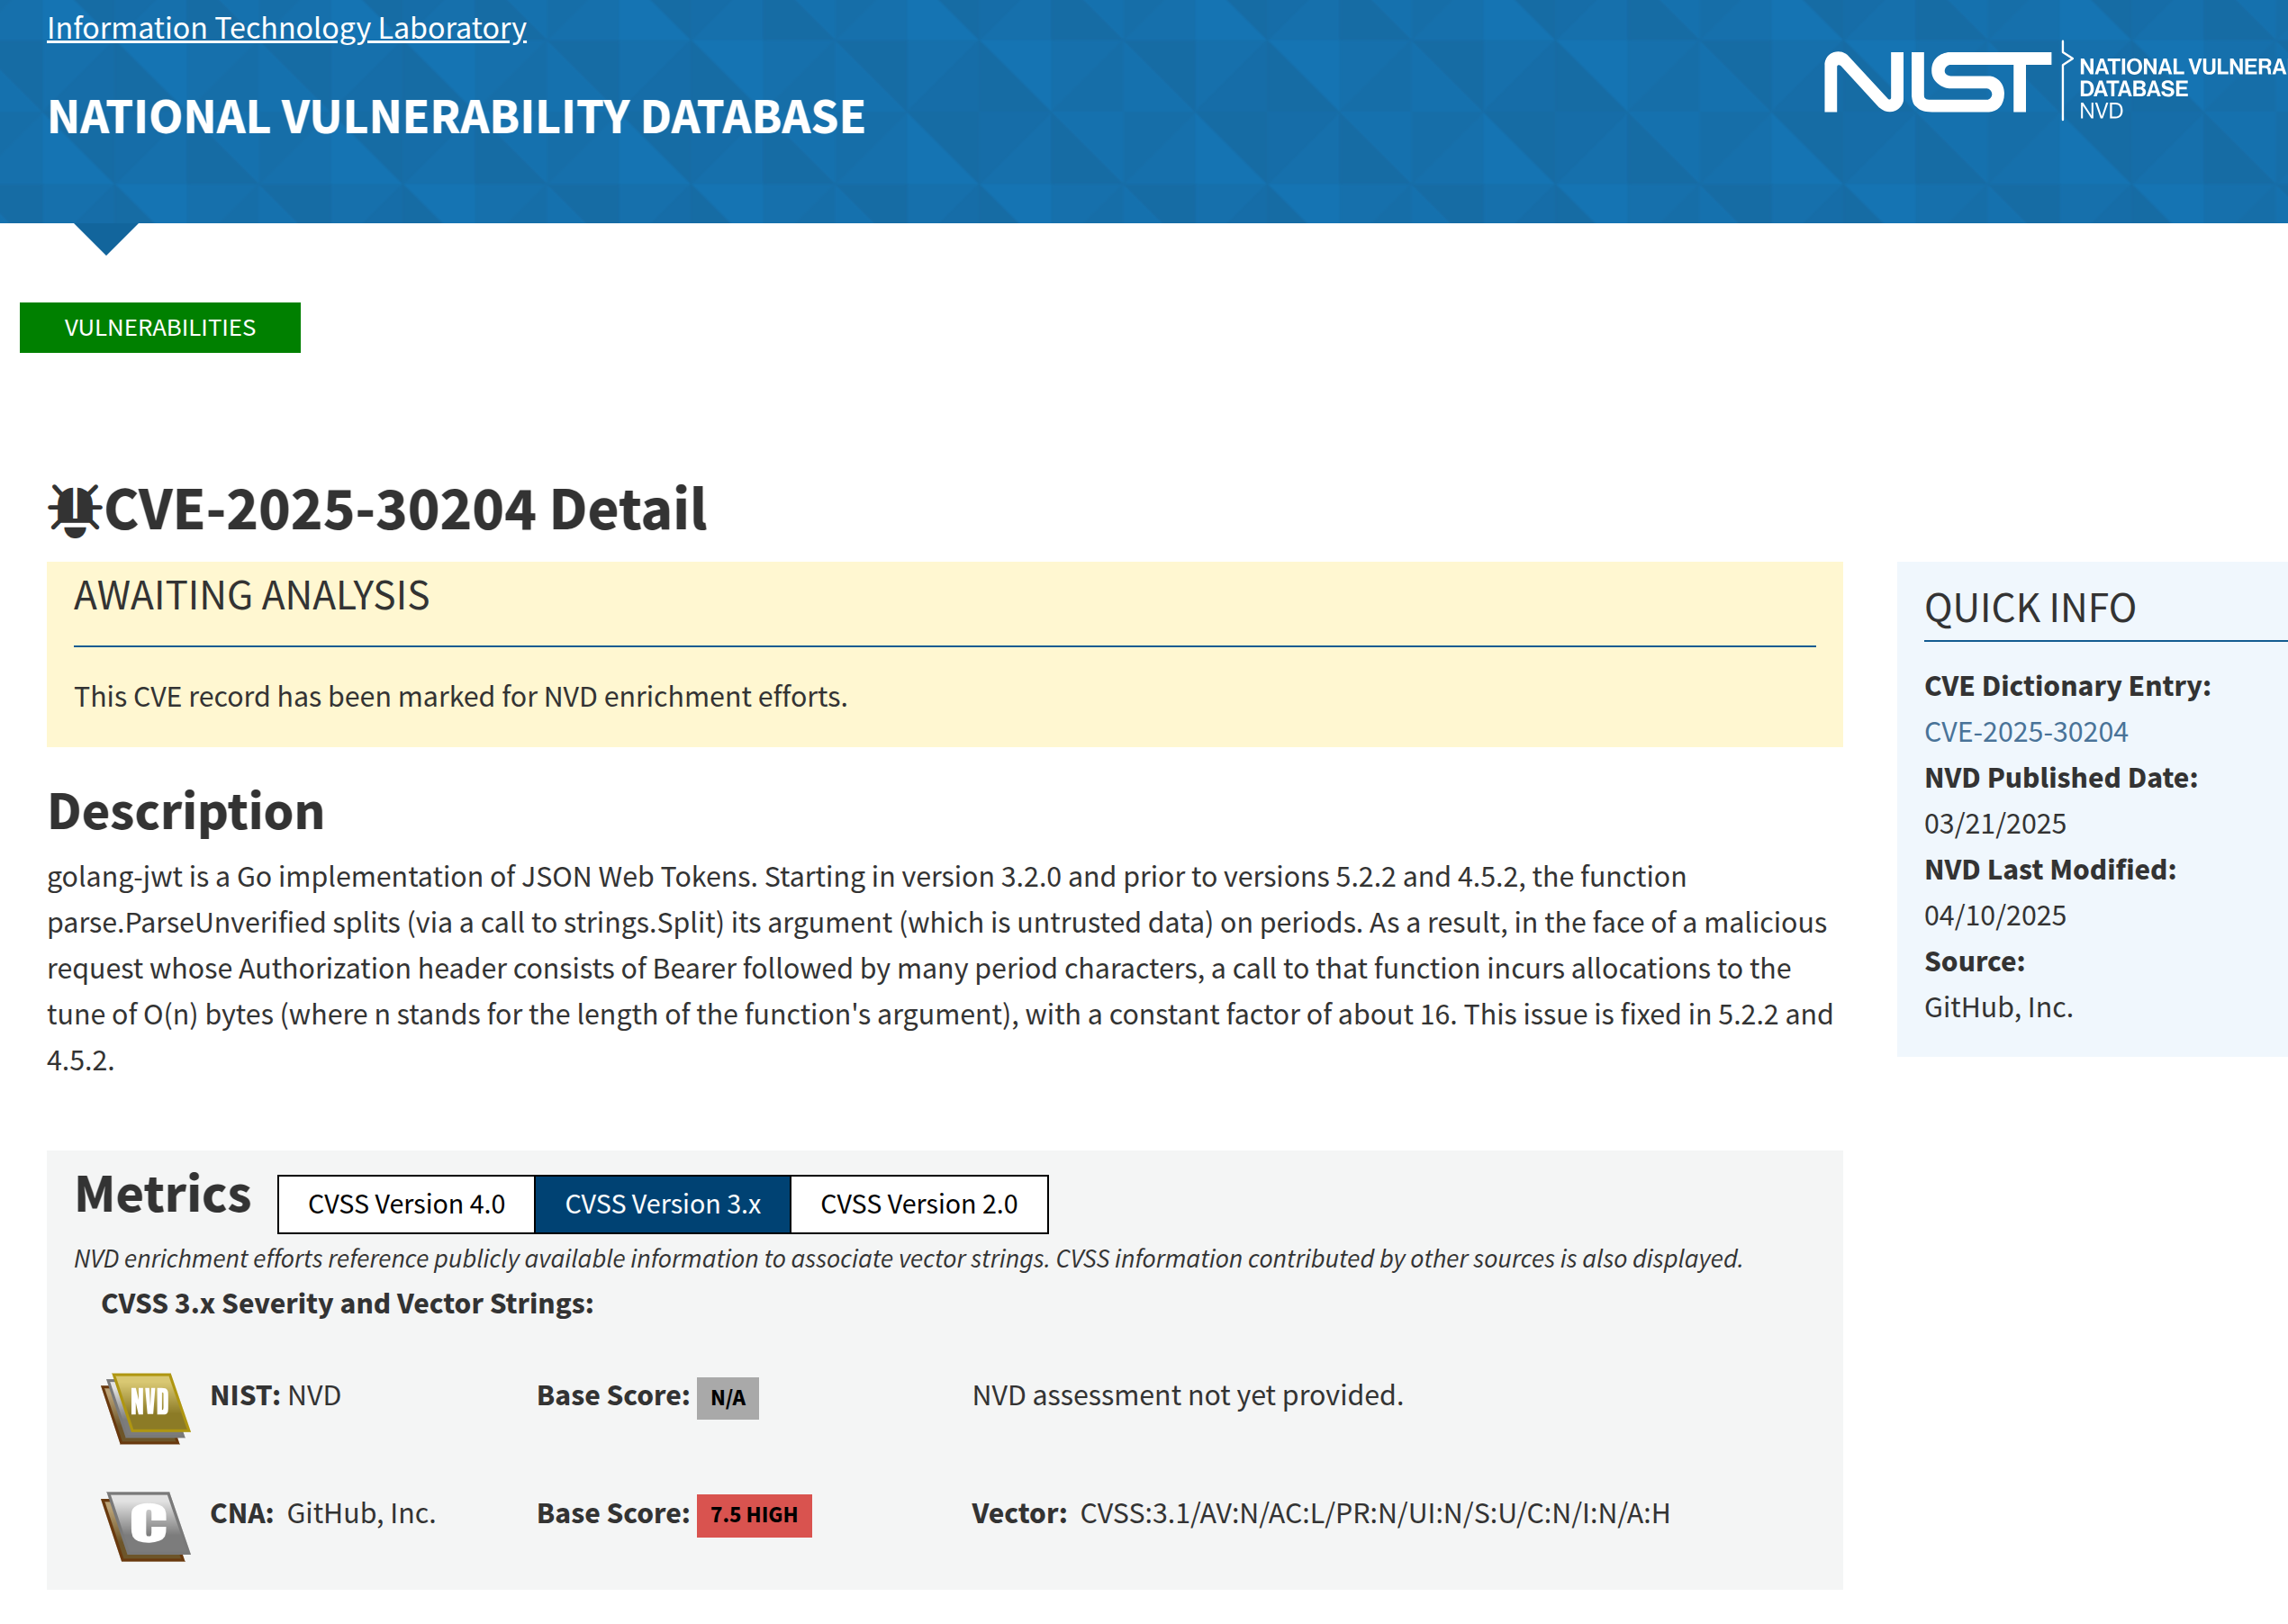 Information Technology Laboratory
NATIONAL VULNERABILITY DATABASE
NIST
NATIONAL VULNERA
DATABASE
NVD
VULNERABILITIES
CVE-2025-30204 Detail
AWAITING ANALYSIS
This CVE record has been marked for NVD enrichment efforts.
Description
golang-jwt is a Go implementation of JSON Web Tokens. Starting in version 3.2.0 and prior to versions 5.2.2 and 4.5.2, the function
parse.ParseUnverified splits (via a call to strings.Split) its argument (which is untrusted data) on periods. As a result, in the face of a malicious
request whose Authorization header consists of Bearer followed by many period characters, a call to that function incurs allocations to the
tune of O(n) bytes (where n stands for the length of the function's argument), with a constant factor of about 16. This issue is fixed in 5.2.2 and
4.5.2.
Metrics
CVSS Version 4.0
CVSS Version 3.x
CVSS Version 2.0
NVD enrichment efforts reference publicly available information to associate vector strings. CVSS information contributed by other sources is also displayed.
CVSS 3.x Severity and Vector Strings:
NVD
NIST: NVD
Base Score: N/A
NVD assessment not yet provided.
C
CNA: GitHub, Inc.
Base Score: 7.5 HIGH
Vector: CVSS:3.1/AV:N/AC:L/PR:N/UI:N/S:U/C:N/I:N/A:H
QUICK INFO
CVE Dictionary Entry:
CVE-2025-30204
NVD Published Date:
03/21/2025
NVD Last Modified:
04/10/2025
Source:
GitHub, Inc.